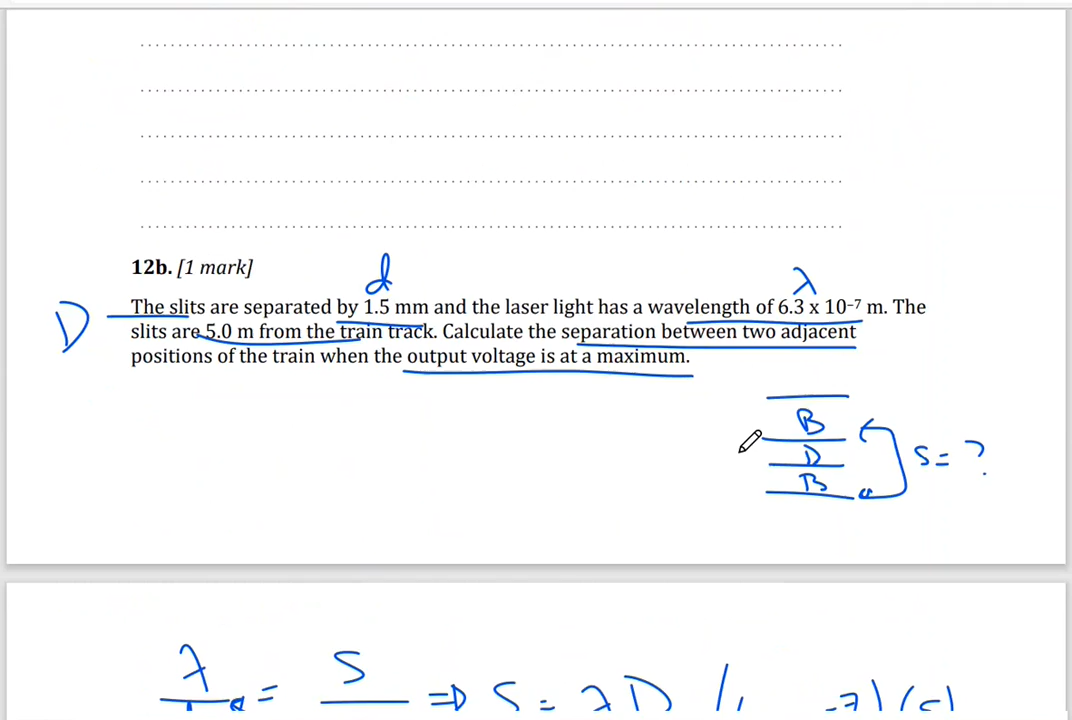 12b. [1 mark]
d
λ
D
The slits are separated by 1.5 mm and the laser light has a wavelength of 6.3 x 10-7 m. The
slits are 5.0 m from the train track. Calculate the separation between two adjacent
positions of the train when the output voltage is at a maximum.
B
D
B
S = ?
λ = S ⇒ S = λD